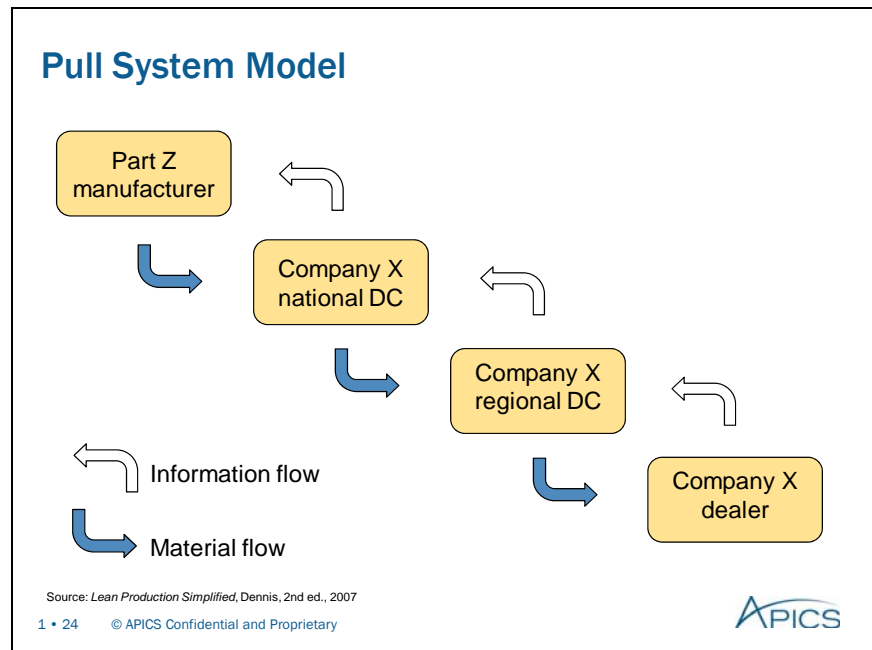 Pull System Model
Part Z
manufacturer
Company X
national DC
Company X
regional DC
Company X
dealer
Information flow
Material flow
Source: Lean Production Simplified, Dennis, 2nd ed., 2007
1 • 24 © APICS Confidential and Proprietary
APICS